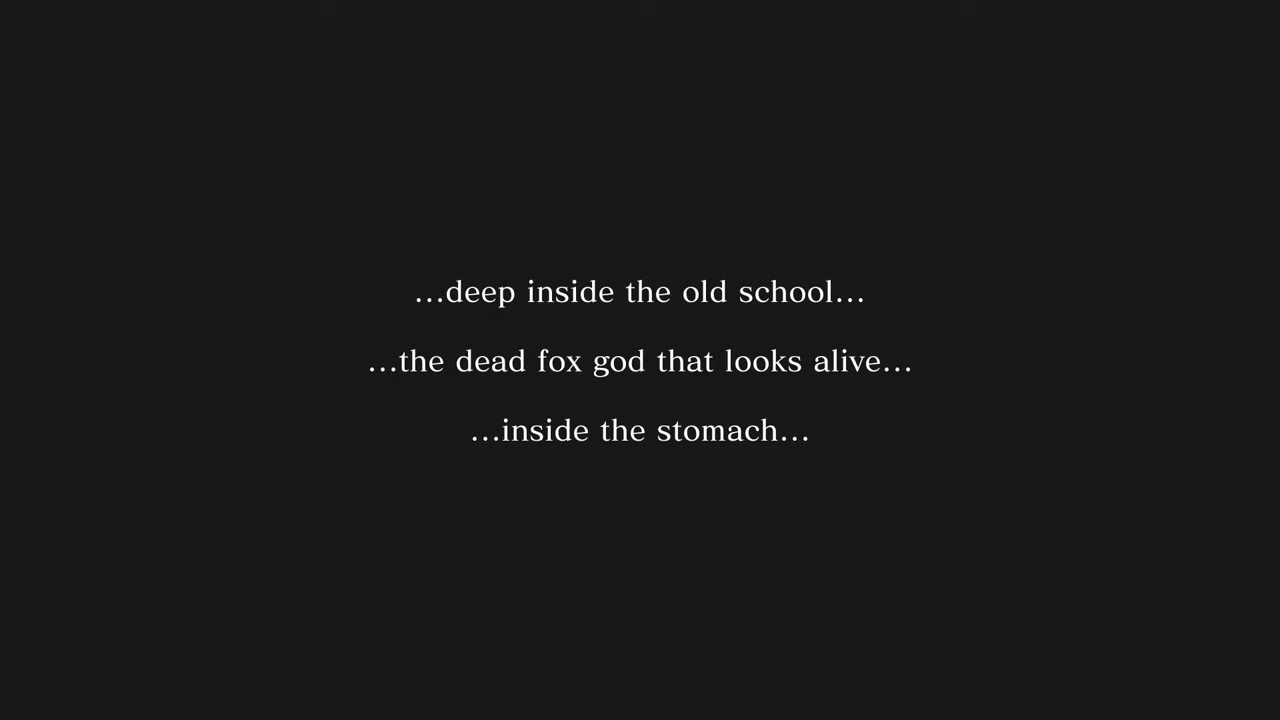 ...deep inside the old school...
...the dead fox god that looks alive...
...inside the stomach...